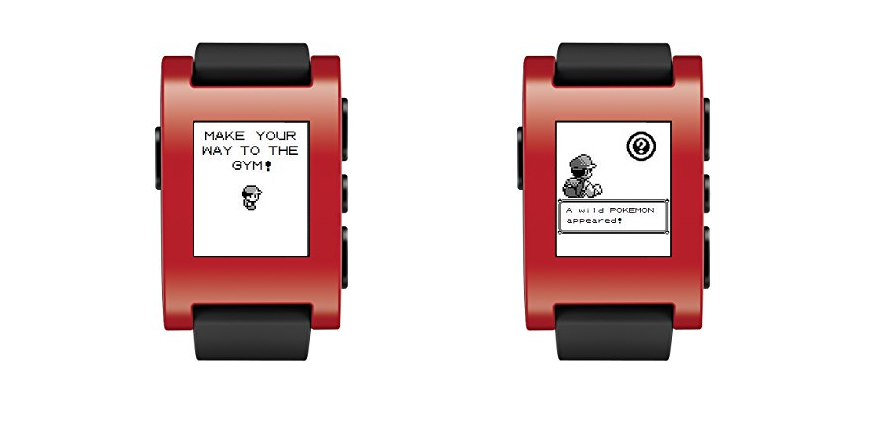 MAKE YOUR
WAY TO THE
GYM!
?
A wild POKEMON
appeared!